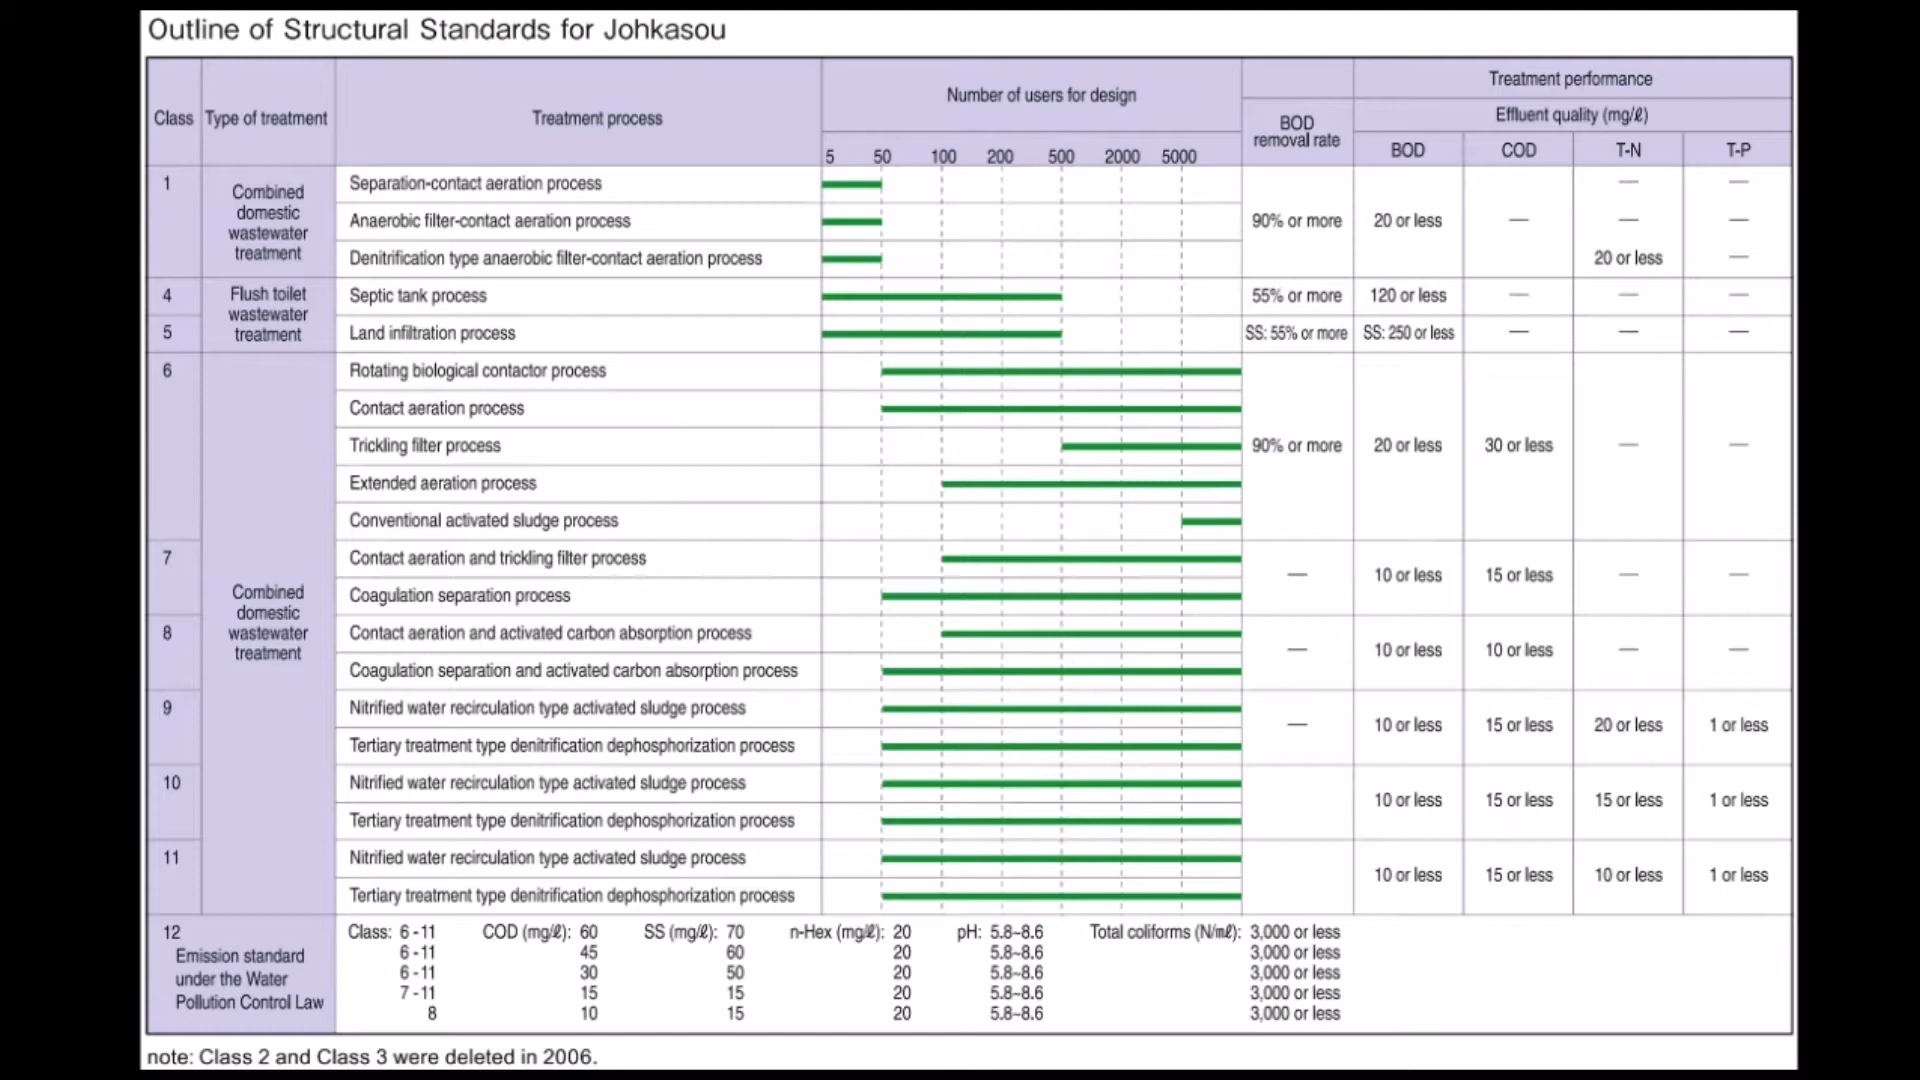 Outline of Structural Standards for Johkasou
Class Type of treatment Treatment process Number of users for design BOD removal rate Treatment performance
Effluent quality (mg/ℓ)
5 50 100 200 500 2000 5000 BOD COD T-N T-P
1 Combined domestic wastewater treatment Separation-contact aeration process — —
Anaerobic filter-contact aeration process 90% or more 20 or less — — —
Denitrification type anaerobic filter-contact aeration process 20 or less —
4 Flush toilet wastewater treatment Septic tank process 55% or more 120 or less — — —
5 Land infiltration process SS: 55% or more SS: 250 or less — — —
6 Combined domestic wastewater treatment Rotating biological contactor process
Contact aeration process
Trickling filter process 90% or more 20 or less 30 or less — —
Extended aeration process
Conventional activated sludge process
7 Contact aeration and trickling filter process — 10 or less 15 or less — —
Coagulation separation process
8 Contact aeration and activated carbon absorption process — 10 or less 10 or less — —
Coagulation separation and activated carbon absorption process
9 Nitrified water recirculation type activated sludge process — 10 or less 15 or less 20 or less 1 or less
Tertiary treatment type denitrification dephosphorization process
10 Nitrified water recirculation type activated sludge process 10 or less 15 or less 15 or less 1 or less
Tertiary treatment type denitrification dephosphorization process
11 Nitrified water recirculation type activated sludge process 10 or less 15 or less 10 or less 1 or less
Tertiary treatment type denitrification dephosphorization process
12 Emission standard under the Water Pollution Control Law
Class: 6-11 COD (mg/ℓ): 60 SS (mg/ℓ): 70 n-Hex (mg/ℓ): 20 pH: 5.8~8.6 Total coliforms (N/mℓ): 3,000 or less
6-11 45 60 20 5.8~8.6 3,000 or less
6-11 30 50 20 5.8~8.6 3,000 or less
7-11 15 15 20 5.8~8.6 3,000 or less
8 10 15 20 5.8~8.6 3,000 or less
note: Class 2 and Class 3 were deleted in 2006.